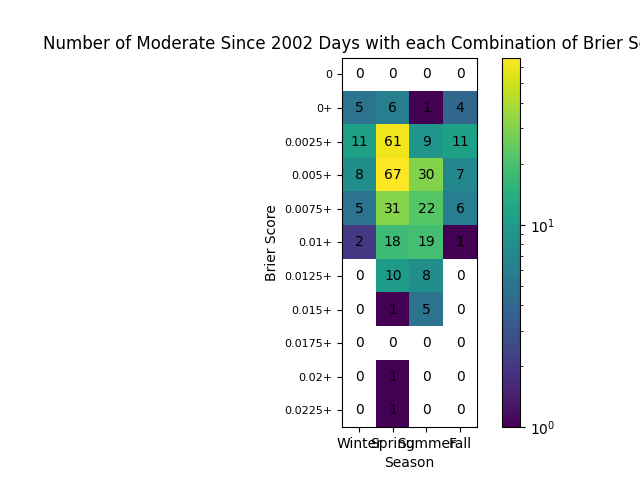 Number of Moderate Since 2002 Days with each Combination of Brier
0 0 0 0 0
0+ 5 6 1 4
0.0025+ 11 61 9 11
0.005+ 8 67 30 7
0.0075+ 5 31 22 6
0.01+ 2 18 19 1
0.0125+ 0 10 8 0
0.015+ 0 1 5 0
0.0175+ 0 0 0 0
0.02+ 0 1 0 0
0.0225+ 0 1 0 0
Winter Spring Summer Fall
Season
Brier Score
10^1
10^0